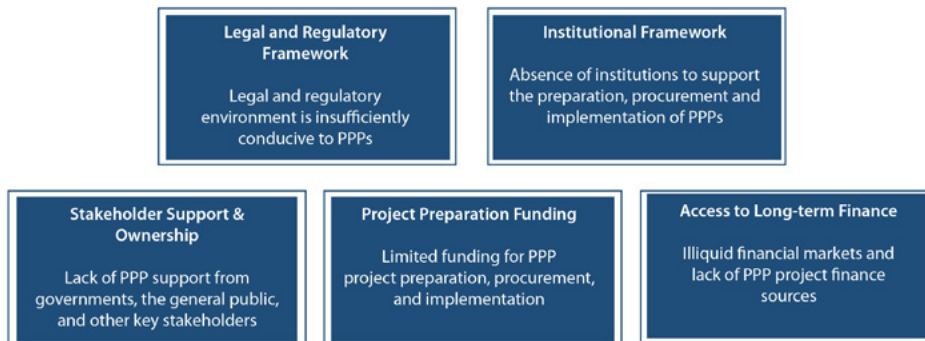 Legal and Regulatory
Framework
Legal and regulatory
environment is insufficiently
conducive to PPPs
Institutional Framework
Absence of institutions to support
the preparation, procurement and
implementation of PPPs
Stakeholder Support &
Ownership
Lack of PPP support from
governments, the general public,
and other key stakeholders
Project Preparation Funding
Limited funding for PPP
project preparation, procurement,
and implementation
Access to Long-term Finance
Illiquid financial markets and
lack of PPP project finance
sources